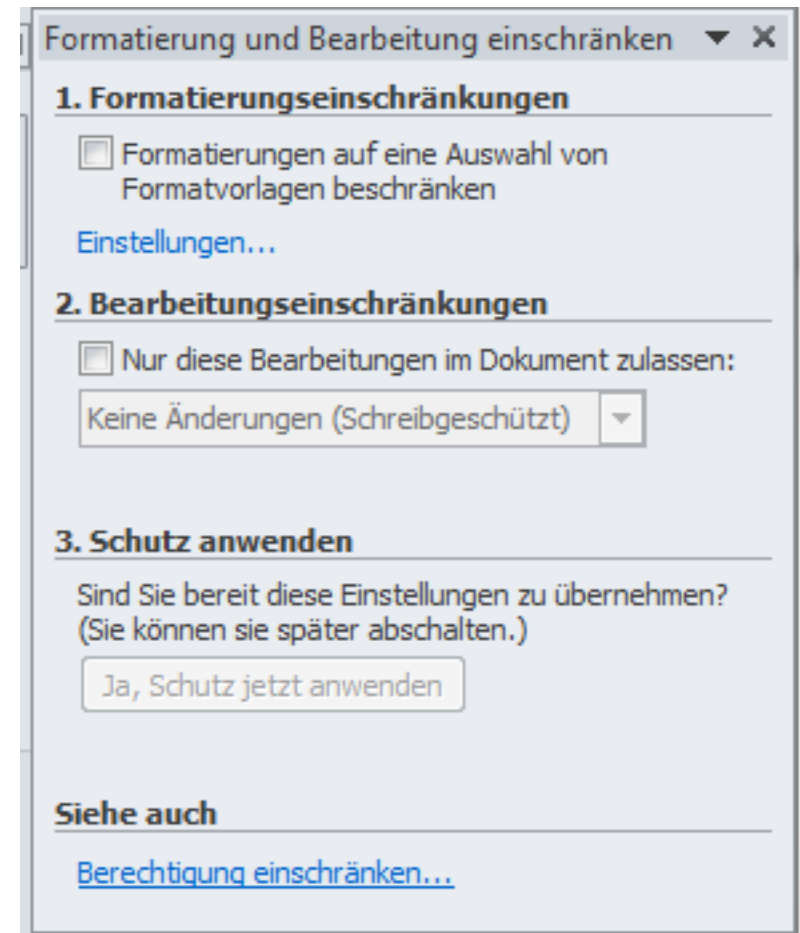 Formatierung und Bearbeitung einschränken
1. Formatierungseinschränkungen
Formatierungen auf eine Auswahl von
Formatvorlagen beschränken
Einstellungen...
2. Bearbeitungseinschränkungen
Nur diese Bearbeitungen im Dokument zulassen:
Keine Änderungen (Schreibgeschützt)
3. Schutz anwenden
Sind Sie bereit diese Einstellungen zu übernehmen?
(Sie können sie später abschalten.)
Ja, Schutz jetzt anwenden
Siehe auch
Berechtigung einschränken...